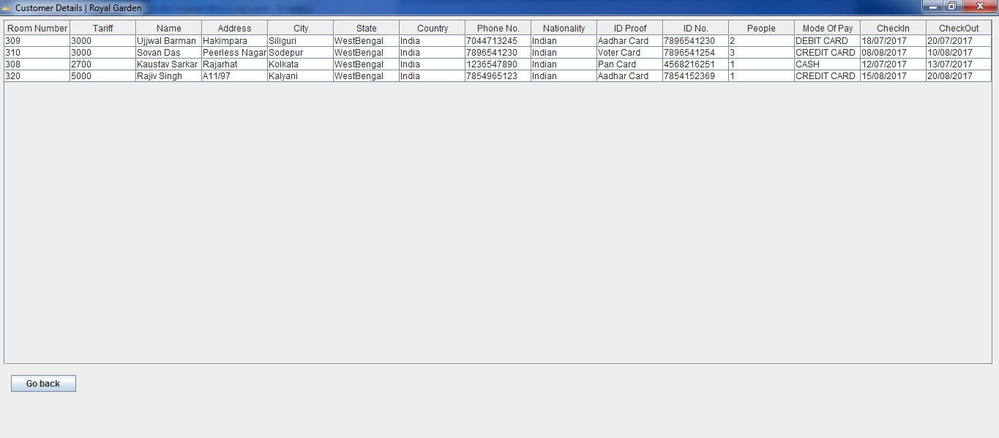 Customer Details | Royal Garden
Room Number Tariff Name Address City State Country Phone No. Nationality ID Proof ID No. People Mode Of Pay CheckIn CheckOut
309 3000 Ujjwal Barman Hakimpara Siliguri WestBengal India 7044713245 Indian Aadhar Card 7896541230 2 DEBIT CARD 18/07/2017 20/07/2017
310 3000 Sovan Das Peerless Nagar Sodepur WestBengal India 7896541230 Indian Voter Card 7896541254 3 CREDIT CARD 08/08/2017 10/08/2017
308 2700 Kaustav Sarkar Rajarhat Kolkata WestBengal India 1236547890 Indian Pan Card 4568216251 1 CASH 12/07/2017 13/07/2017
320 5000 Rajiv Singh A11/97 Kalyani WestBengal India 7854965123 Indian Aadhar Card 7854152369 1 CREDIT CARD 15/08/2017 20/08/2017
Go back